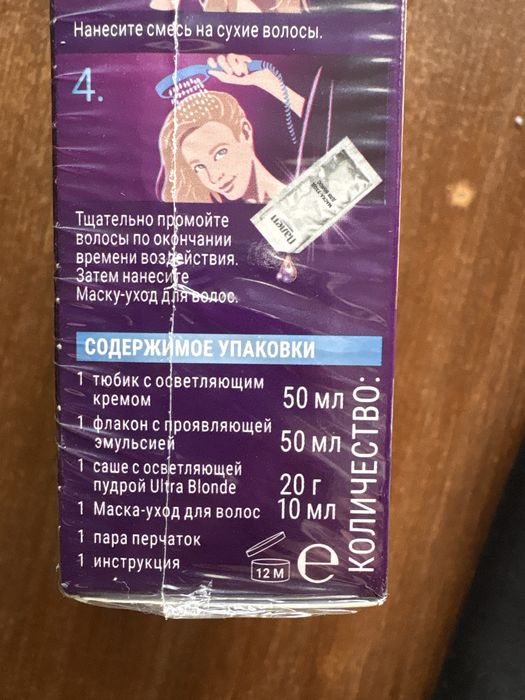 Нанесите смесь на сухие волосы.
4.
Тщательно промойте
волосы по окончании
времени воздействия.
Затем нанесите
Маску-уход для волос.
Палетт
СОДЕРЖИМОЕ УПАКОВКИ
1 тюбик с осветляющим
кремом 50 мл
1 флакон с проявляющей
эмульсией 50 мл
1 саше с осветляющей
пудрой Ultra Blonde 20 г
1 Маска-уход для волос 10 мл
1 пара перчаток
1 инструкция
12 M
e
КОЛИЧЕСТВО: